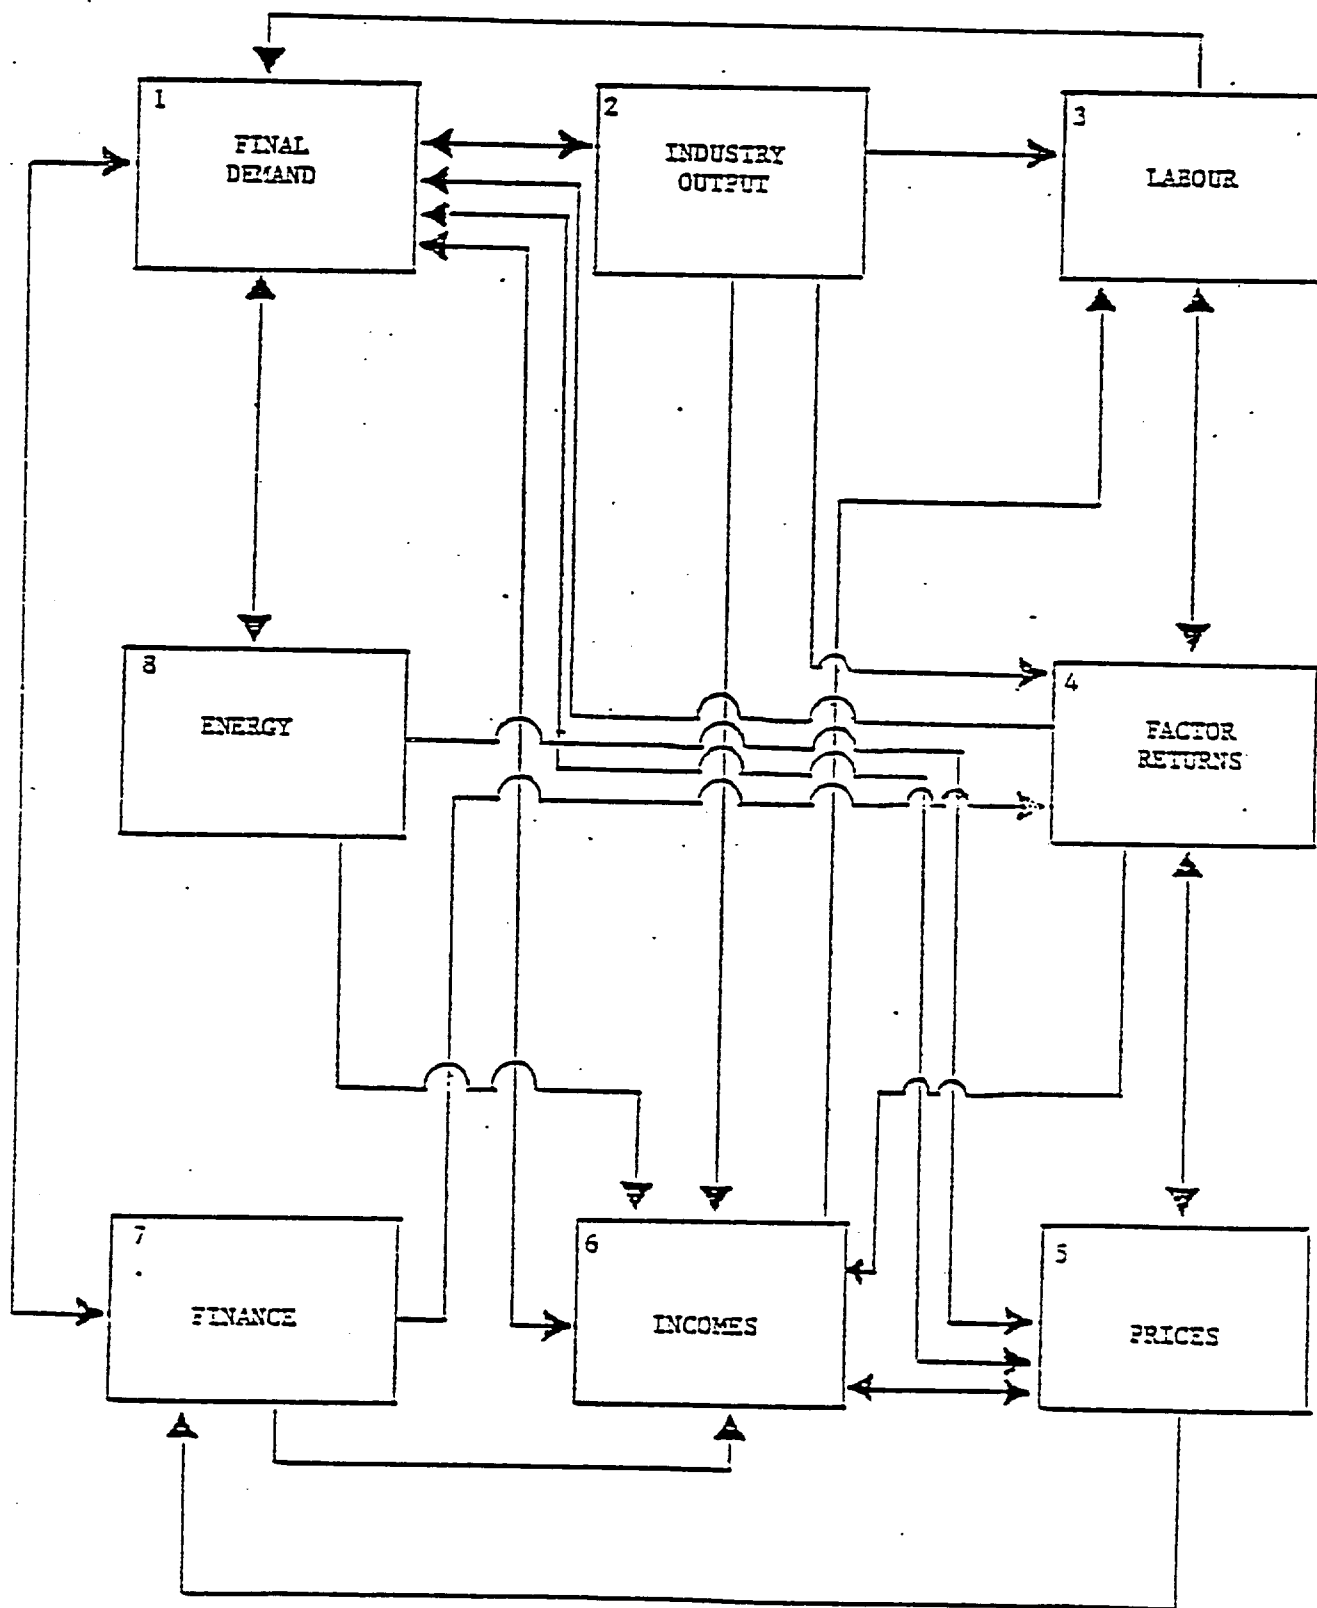 1
FINAL
DEMAND
2
INDUSTRY
OUTPUT
3
LABOUR
8
ENERGY
4
FACTOR
RETURNS
7
FINANCE
6
INCOMES
5
PRICES